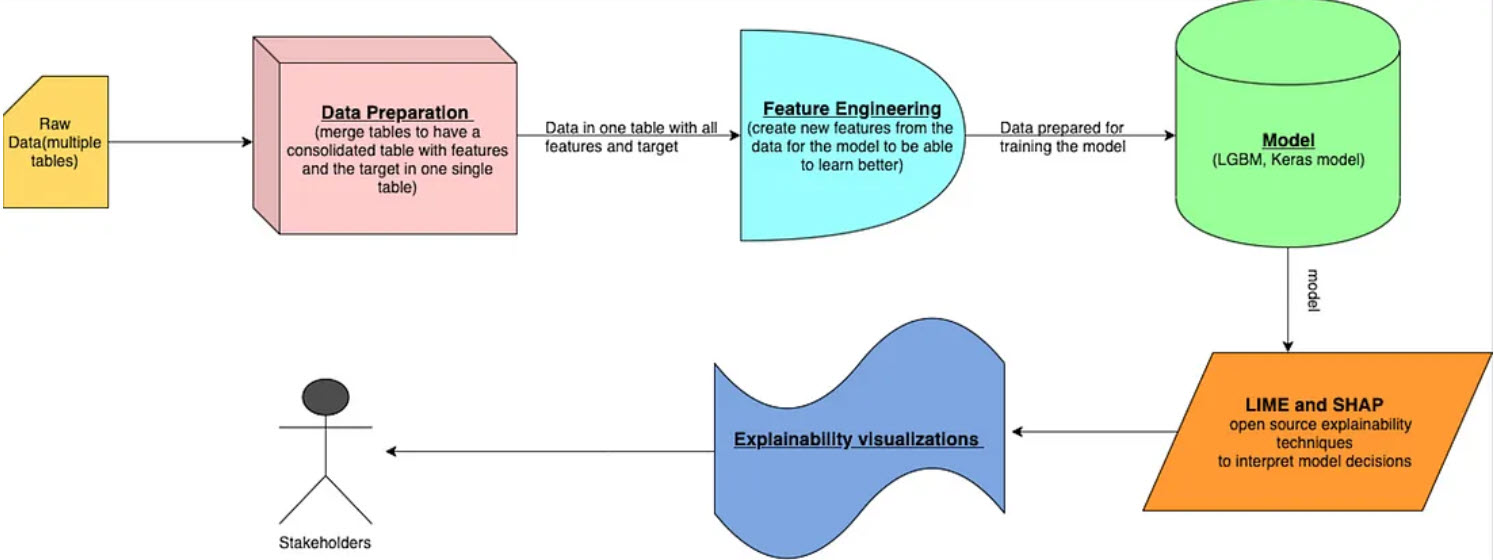 Raw
Data(multiple
tables)
Data Preparation
(merge tables to have a
consolidated table with features
and the target in one single
table)
Data in one table with all
features and target
Feature Engineering
(create new features from the
data for the model to be able
to learn better)
Data prepared for
training the model
Model
(LGBM, Keras model)
model
LIME and SHAP
open source explainability
techniques
to interpret model decisions
Explainability visualizations
Stakeholders